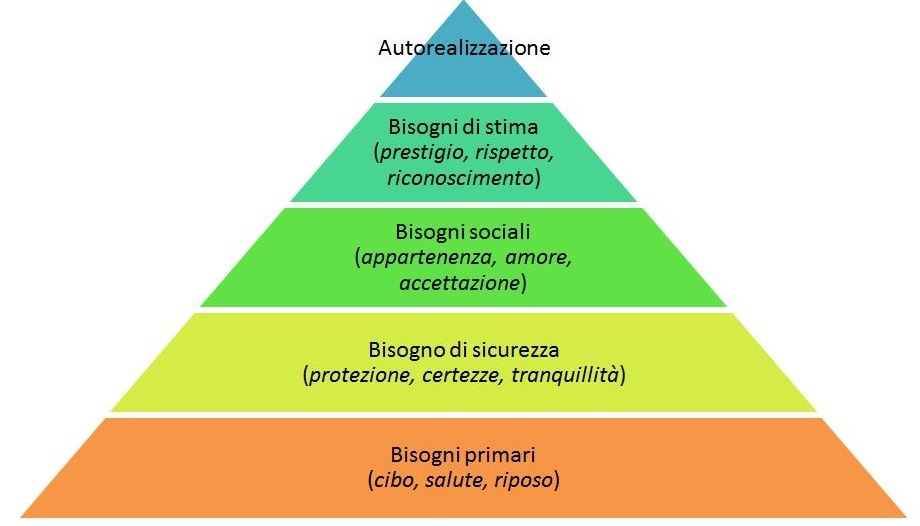 Autorealizzazione
Bisogni di stima
(prestigio, rispetto,
riconoscimento)
Bisogni sociali
(appartenenza, amore,
accettazione)
Bisogno di sicurezza
(protezione, certezze, tranquillità)
Bisogni primari
(cibo, salute, riposo)